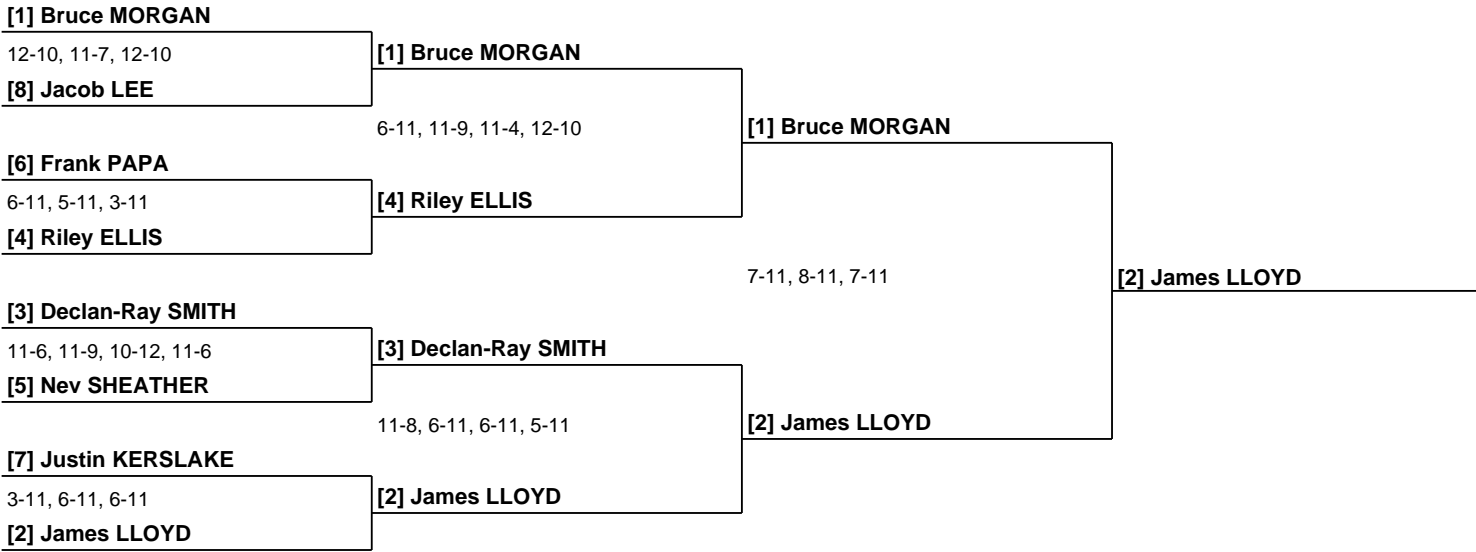 [1] Bruce MORGAN
12-10, 11-7, 12-10
[8] Jacob LEE
[6] Frank PAPA
6-11, 5-11, 3-11
[4] Riley ELLIS
[3] Declan-Ray SMITH
11-6, 11-9, 10-12, 11-6
[5] Nev SHEATHER
[7] Justin KERSLAKE
3-11, 6-11, 6-11
[2] James LLOYD
[1] Bruce MORGAN
6-11, 11-9, 11-4, 12-10
[4] Riley ELLIS
[3] Declan-Ray SMITH
11-8, 6-11, 6-11, 5-11
[2] James LLOYD
[1] Bruce MORGAN
7-11, 8-11, 7-11
[2] James LLOYD
[2] James LLOYD